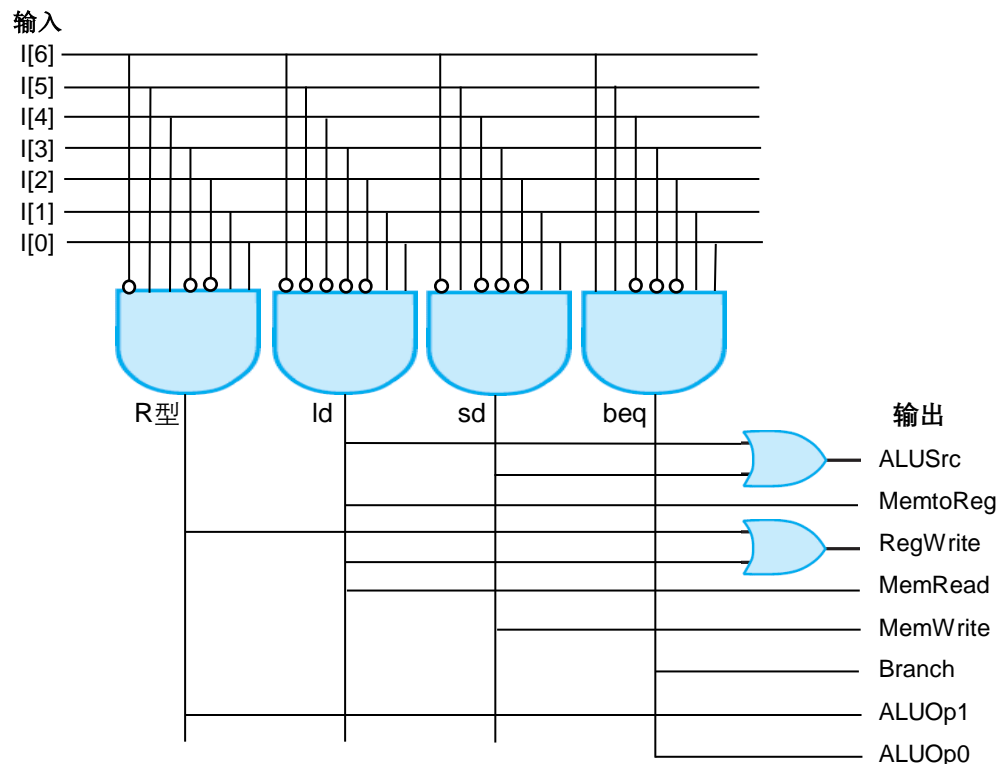 输入
I[6]
I[5]
I[4]
I[3]
I[2]
I[1]
I[0]
R型
ld
sd
beq
输出
ALUSrc
MemtoReg
RegWrite
MemRead
MemWrite
Branch
ALUOp1
ALUOp0